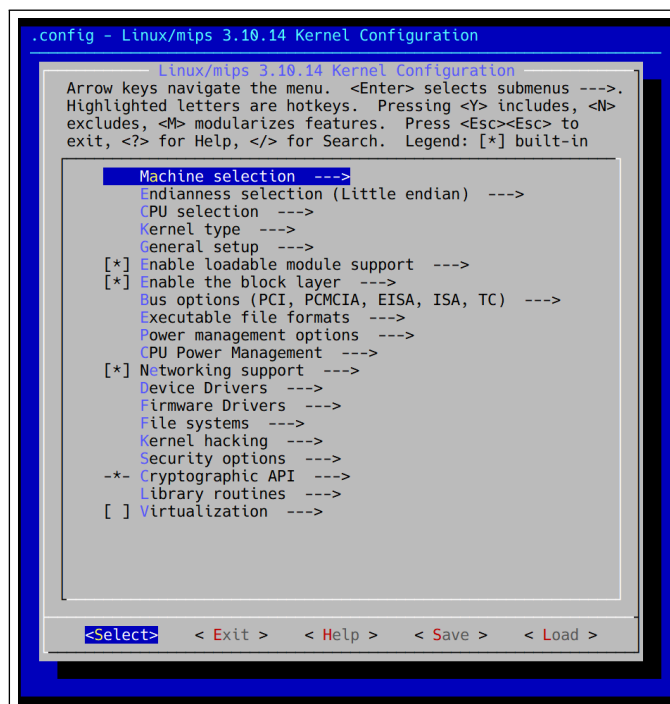 .config - Linux/mips 3.10.14 Kernel Configuration
Linux/mips 3.10.14 Kernel Configuration
Arrow keys navigate the menu.  <Enter> selects submenus --->.
Highlighted letters are hotkeys.  Pressing <Y> includes, <N>
excludes, <M> modularizes features.  Press <Esc><Esc> to
exit, <?> for Help, </> for Search.  Legend: [*] built-in
Machine selection  --->
Endianness selection (Little endian)  --->
CPU selection  --->
Kernel type  --->
General setup  --->
[*] Enable loadable module support  --->
[*] Enable the block layer  --->
Bus options (PCI, PCMCIA, EISA, ISA, TC)  --->
Executable file formats  --->
Power management options  --->
CPU Power Management  --->
[*] Networking support  --->
Device Drivers  --->
Firmware Drivers  --->
File systems  --->
Kernel hacking  --->
Security options  --->
-*- Cryptographic API  --->
Library routines  --->
[ ] Virtualization  --->
<Select>    < Exit >    < Help >    < Save >    < Load >